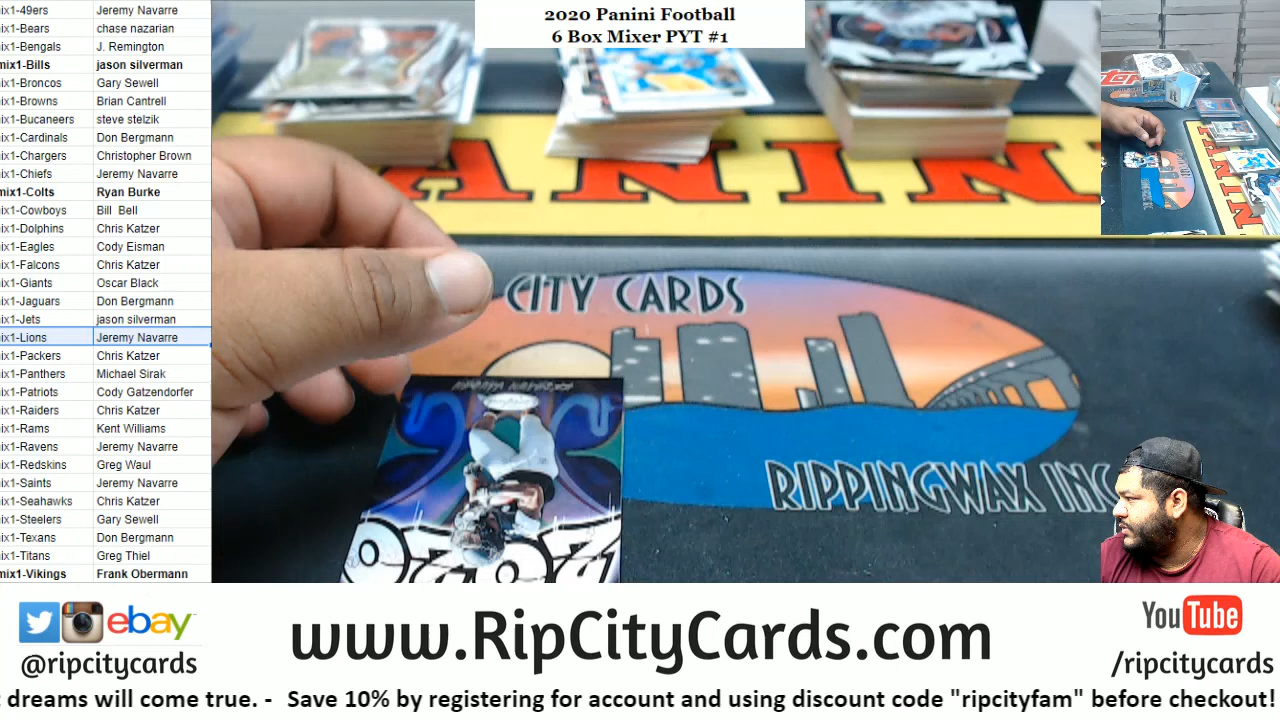 ix1-49ers Jeremy Navarre
ix1-Bears chase nazarian
ix1-Bengals J. Remington
mix1-Bills jason silverman
ix1-Broncos Gary Sewell
ix1-Browns Brian Cantrell
ix1-Bucaneers steve stelzik
ix1-Cardinals Don Bergmann
ix1-Chargers Christopher Brown
ix1-Chiefs Jeremy Navarre
mix1-Colts Ryan Burke
ix1-Cowboys Bill Bell
ix1-Dolphins Chris Katzer
ix1-Eagles Cody Eisman
ix1-Falcons Chris Katzer
ix1-Giants Oscar Black
ix1-Jaguars Don Bergmann
ix1-Jets jason silverman
ix1-Lions Jeremy Navarre
ix1-Packers Chris Katzer
ix1-Panthers Michael Sirak
ix1-Patriots Cody Gatzendorfer
ix1-Raiders Chris Katzer
ix1-Rams Kent Williams
ix1-Ravens Jeremy Navarre
ix1-Redskins Greg Waul
ix1-Saints Jeremy Navarre
ix1-Seahawks Chris Katzer
ix1-Steelers Gary Sewell
ix1-Texans Don Bergmann
ix1-Titans Greg Thiel
mix1-Vikings Frank Obermann
2020 Panini Football
6 Box Mixer PYT #1
ANIN
CITY CARDS
RIPPINGWAX INC
ebay
@ripcitycards
www.RipCityCards.com
YouTube
/ripcitycards
dreams will come true. - Save 10% by registering for account and using discount code "ripcityfam" before checkout!